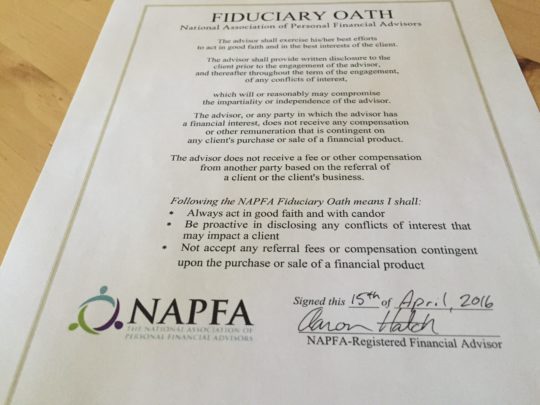 FIDUCIARY OATH
National Association of Personal Financial Advisors
The advisor shall exercise his/her best efforts
to act in good faith and in the best interests of the client.
The advisor shall provide written disclosure to the
client prior to the engagement of the advisor,
and thereafter throughout the term of the engagement,
of any conflicts of interest,
which will or reasonably may compromise
the impartiality or independence of the advisor.
The advisor, or any party in which the advisor has
a financial interest, does not receive any compensation
or other remuneration that is contingent on
any client's purchase or sale of a financial product.
The advisor does not receive a fee or other compensation
from another party based on the referral of
a client or the client's business.
Following the NAPFA Fiduciary Oath means I shall:
• Always act in good faith and with candor
• Be proactive in disclosing any conflicts of interest that
may impact a client
• Not accept any referral fees or compensation contingent
upon the purchase or sale of a financial product
NAPFA
THE NATIONAL ASSOCIATION OF
PERSONAL FINANCIAL ADVISORS
Signed this 15th of April, 2016
Aaron Hatch
NAPFA-Registered Financial Advisor